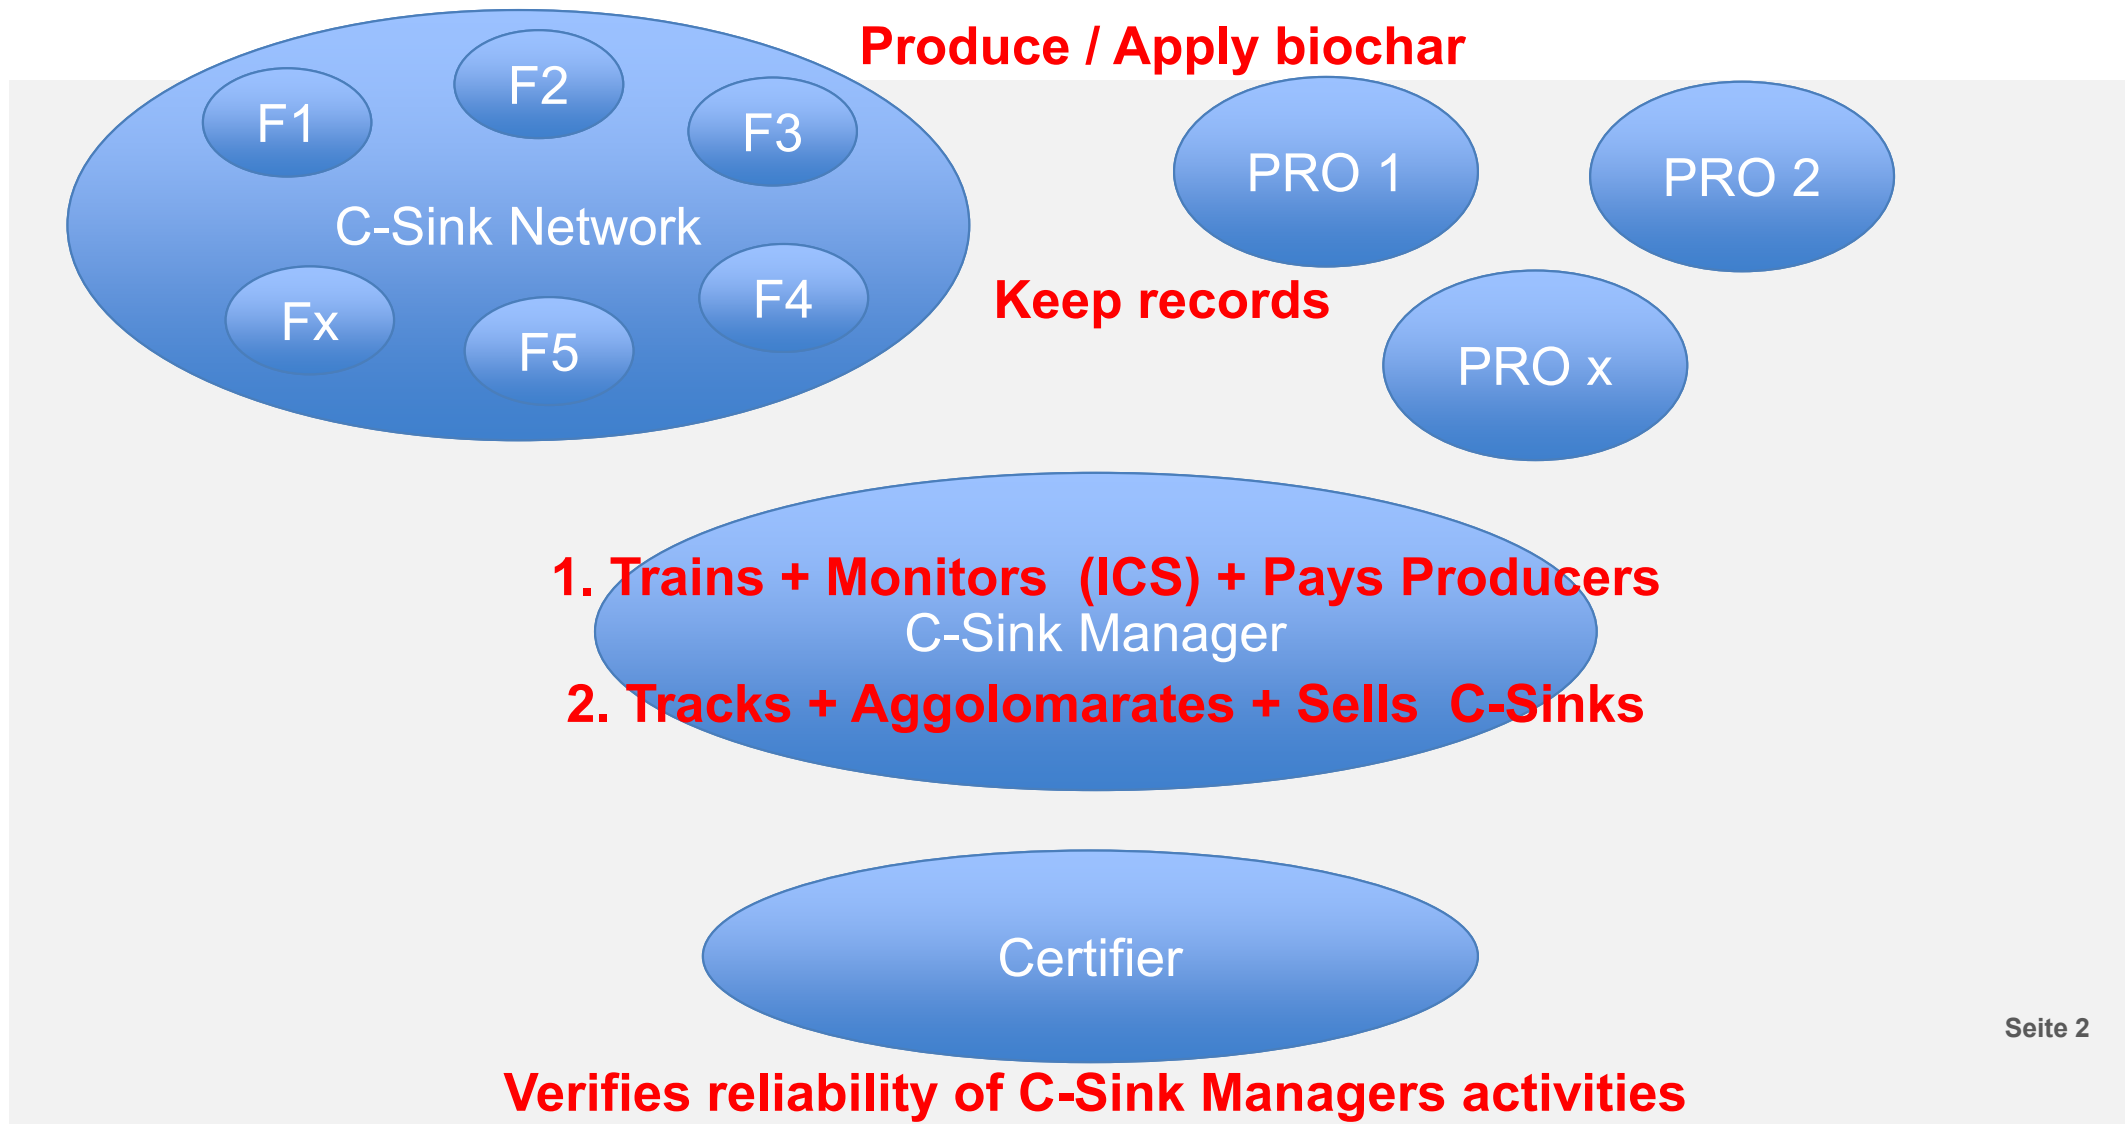 Produce / Apply biochar
F1
F2
F3
PRO 1
PRO 2
C-Sink Network
Fx
F5
F4
Keep records
PRO x
1. Trains + Monitors  (ICS) + Pays Producers
C-Sink Manager
2. Tracks + Aggolomarates + Sells  C-Sinks
Certifier
Seite 2
Verifies reliability of C-Sink Managers activities